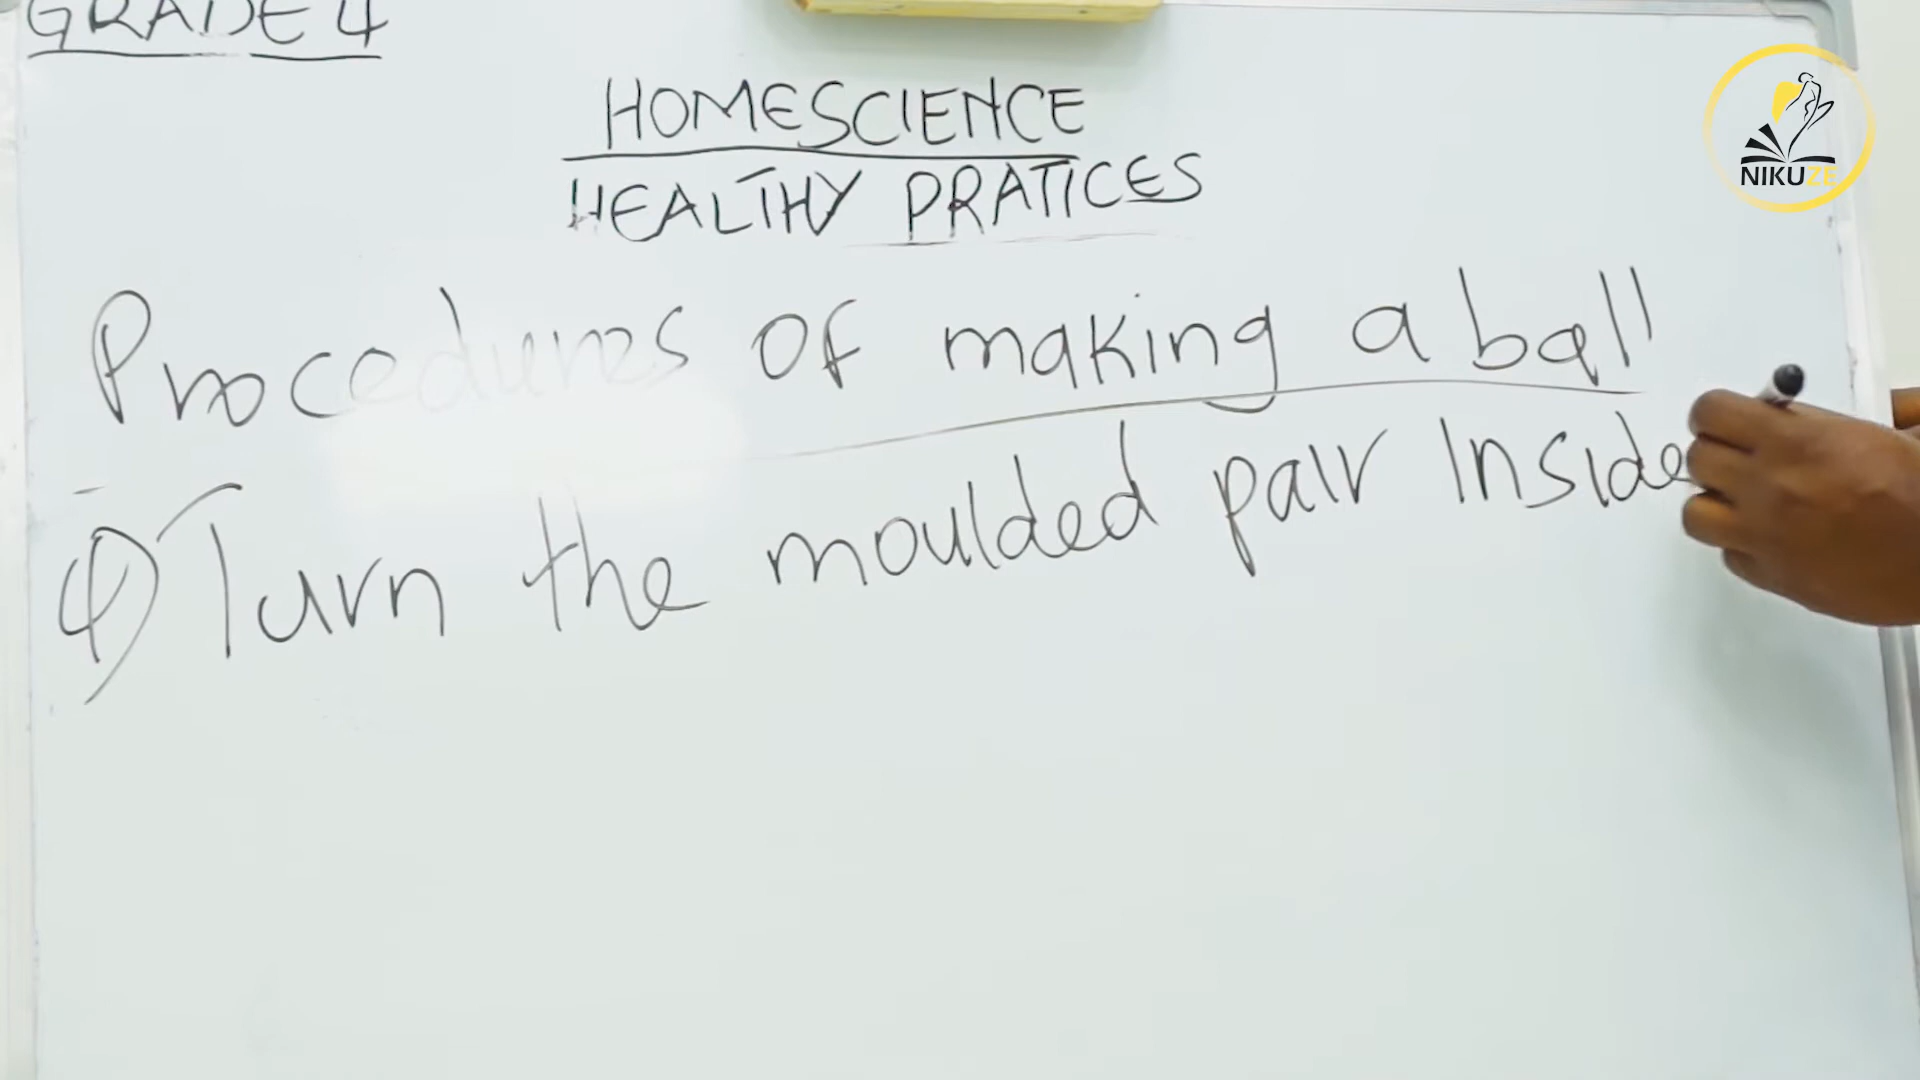 GRADE 4
HOMESCIENCE
HEALTHY PRATICES
Procedures of making a ball
4) Turn the moulded pair inside
NIKUZE